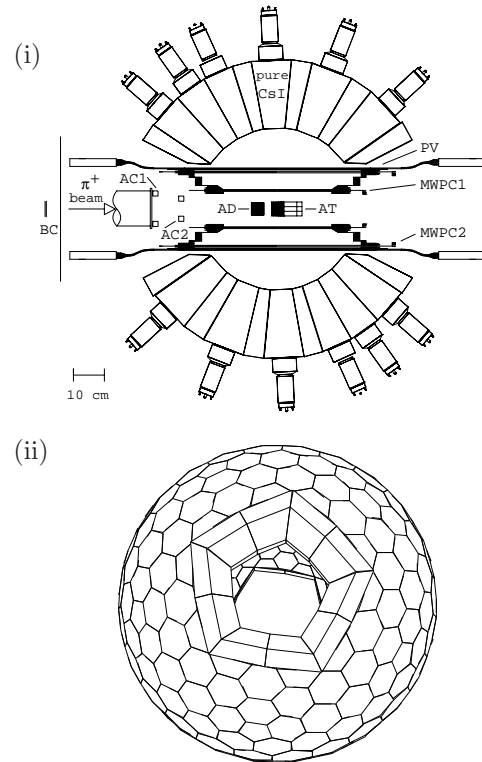 (i)
pure
CsI
PV
AC1
π+
beam
MWPC1
BC
AD
AT
AC2
MWPC2
10 cm
(ii)